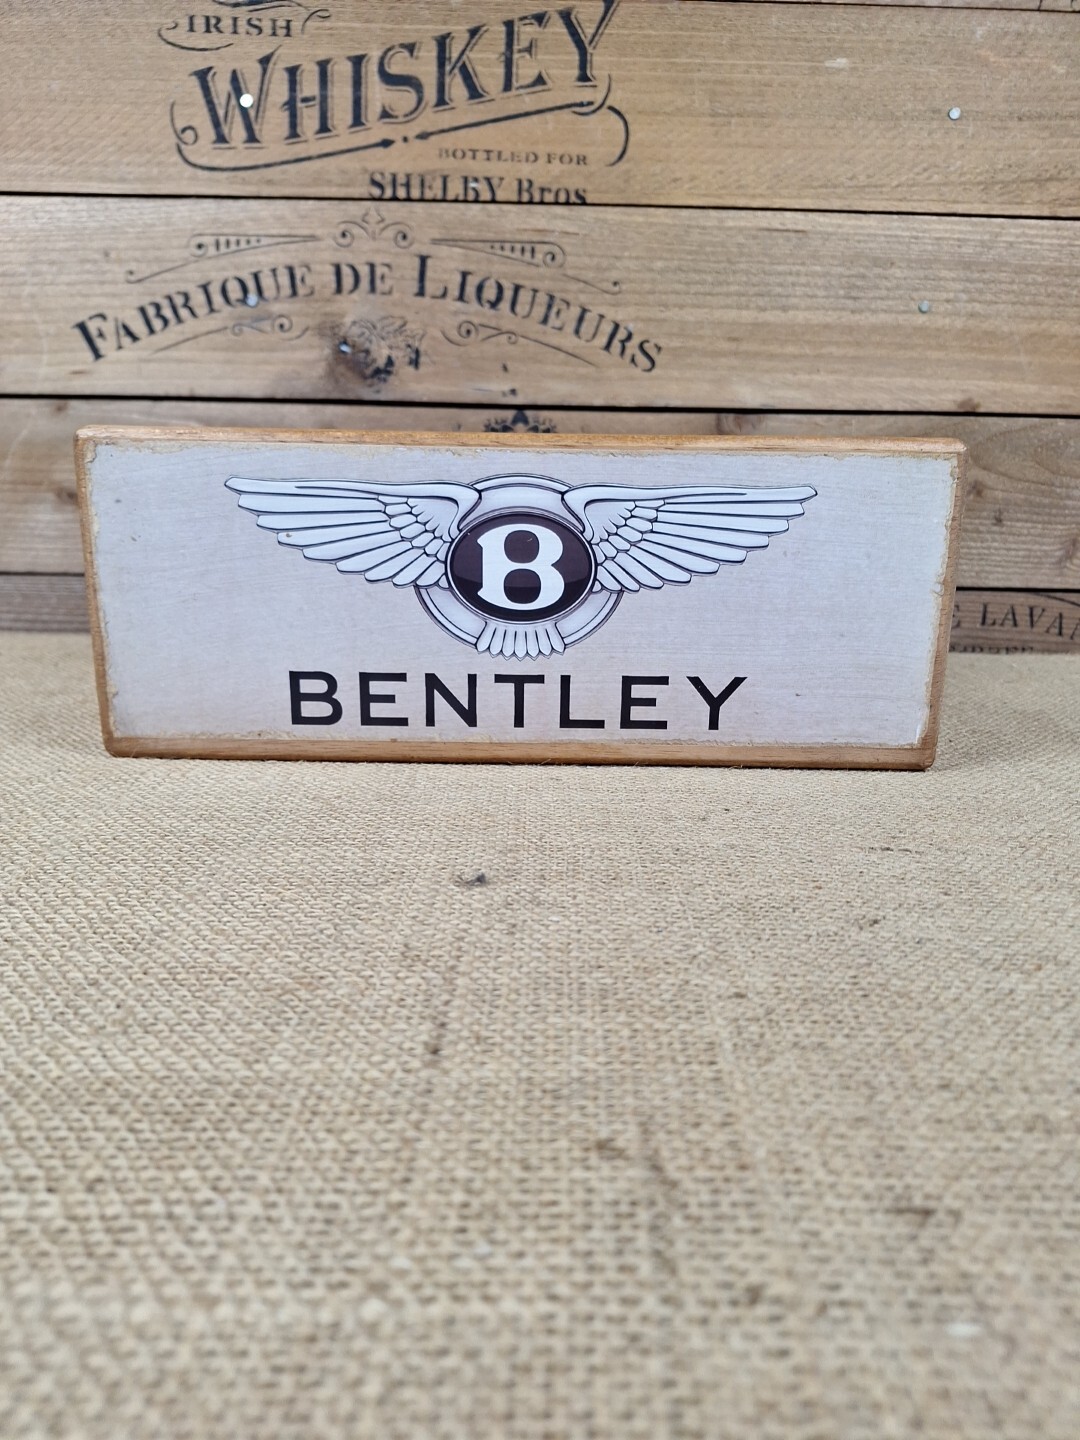 IRISH
WHISKEY
BOTTLED FOR
SHELBY Bros
FABRIQUE DE LIQUEURS
B
BENTLEY